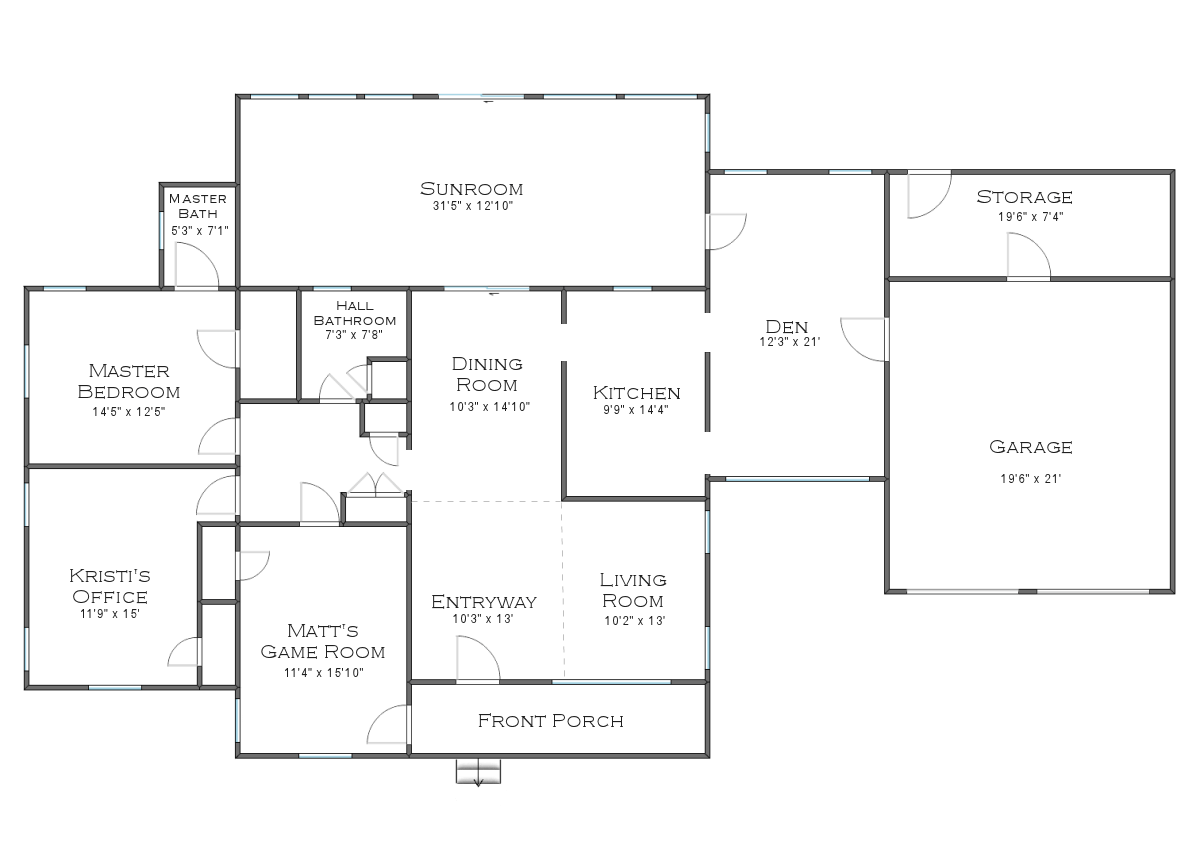 SUNROOM
31'5" x 12'10"
MASTER
BATH
5'3" x 7'1"
STORAGE
19'6" x 7'4"
HALL
BATHROOM
7'3" x 7'8"
DEN
12'3" x 21'
MASTER
BEDROOM
14'5" x 12'5"
DINING
ROOM
10'3" x 14'10"
KITCHEN
9'9" x 14'4"
GARAGE
19'6" x 21'
KRISTI'S
OFFICE
11'9" x 15'
ENTRYWAY
10'3" x 13'
LIVING
ROOM
10'2" x 13'
MATT'S
GAME ROOM
11'4" x 15'10"
FRONT PORCH